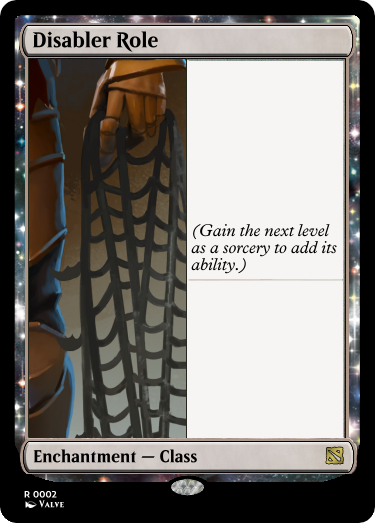 Disabler Role
(Gain the next level
as a sorcery to add its
ability.)
Enchantment — Class
R 0002
Valve